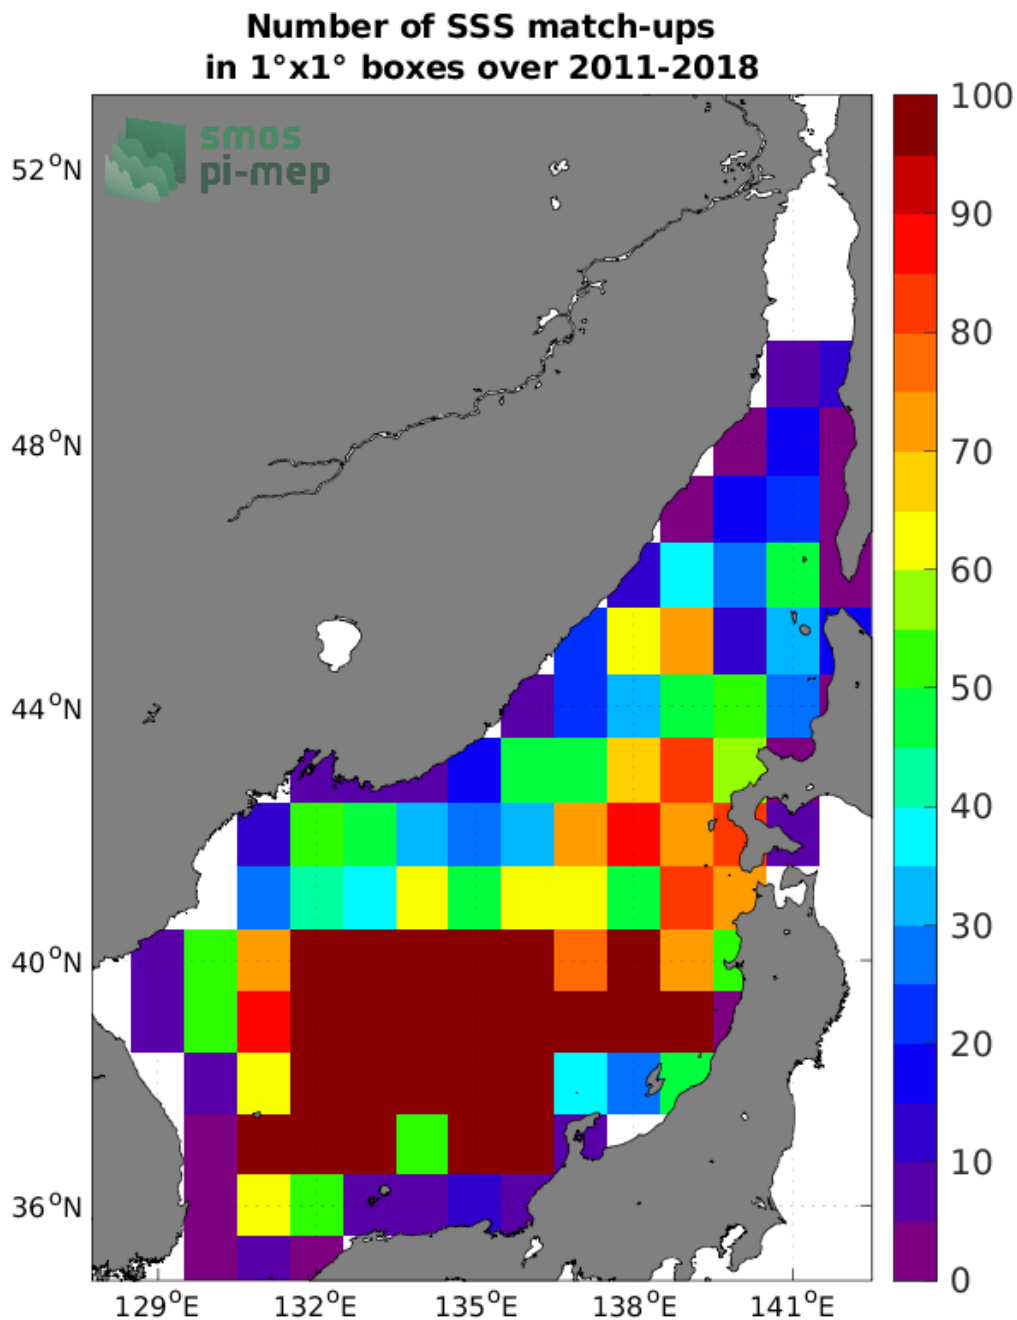 Number of SSS match-ups
in 1°x1° boxes over 2011-2018
smos
pi-mep
52°N
48°N
44°N
40°N
36°N
129°E
132°E
135°E
138°E
141°E
100
90
80
70
60
50
40
30
20
10
0